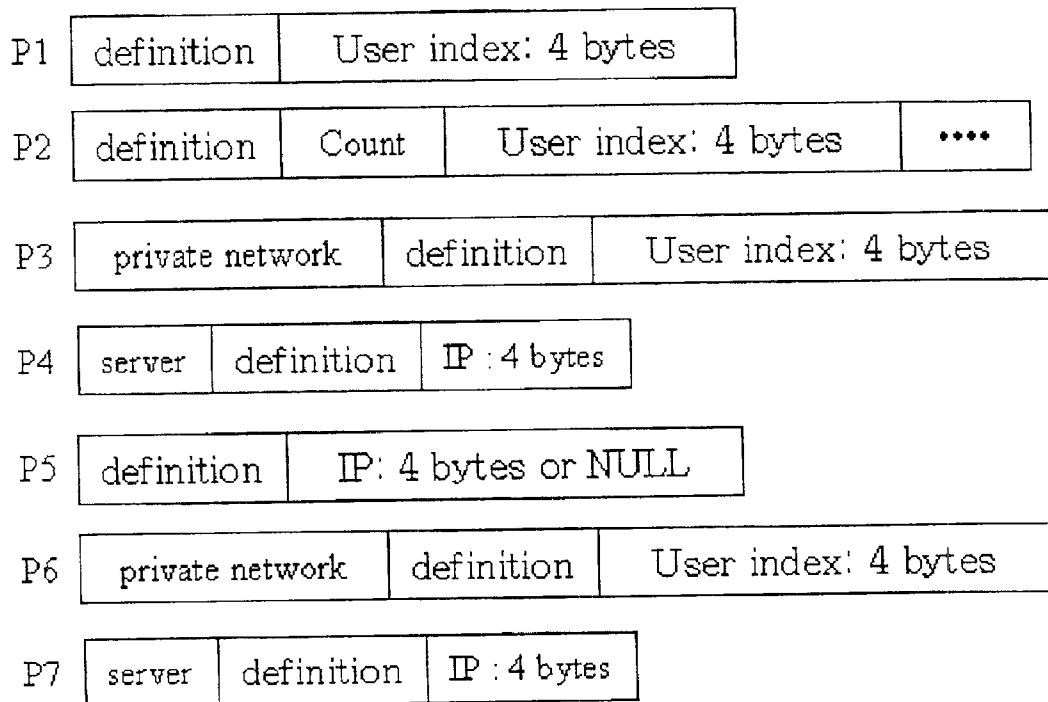 P1 definition User index: 4 bytes
P2 definition Count User index: 4 bytes ••••
P3 private network definition User index: 4 bytes
P4 server definition IP : 4 bytes
P5 definition IP: 4 bytes or NULL
P6 private network definition User index: 4 bytes
P7 server definition IP : 4 bytes